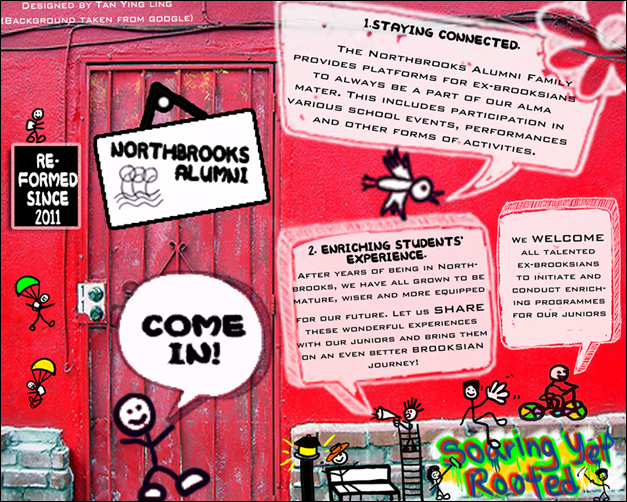 Designed by Tan Ying Ling
(Background taken from google)
1.STAYING CONNECTED.
The Northbrooks Alumni Family
provides platforms for ex-brooksians
to always be a part of our alma
mater. This includes participation in
various school events, performances
and other forms of activities.
NORTHBROOKS
ALUMNI
RE-
FORMED
SINCE
2011
2. ENRICHING STUDENTS'
EXPERIENCE.
After years of being in North-
brooks, we have all grown to be
mature, wiser and more equipped
for our future. Let us SHARE
these wonderful experiences
with our juniors and bring them
on an even better Brooksian
journey!
We WELCOME
all talented
ex-brooksians
to initiate and
conduct enrich-
ing programmes
for our juniors
COME
IN!
Soaring Yet
Rooted